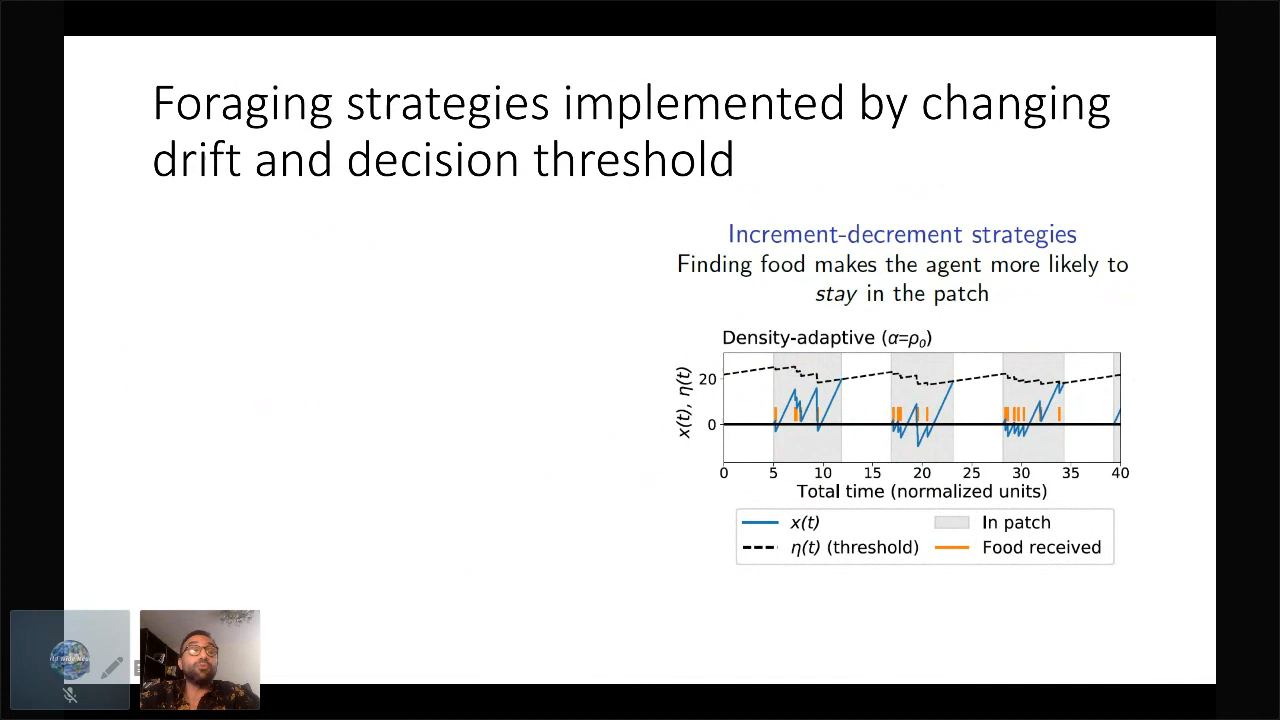 Foraging strategies implemented by changing
drift and decision threshold
Increment-decrement strategies
Finding food makes the agent more likely to
stay in the patch
Density-adaptive (α=ρ₀)
x(t), η(t)
20
0
0 5 10 15 20 25 30 35 40
Total time (normalized units)
x(t) In patch
η(t) (threshold) Food received